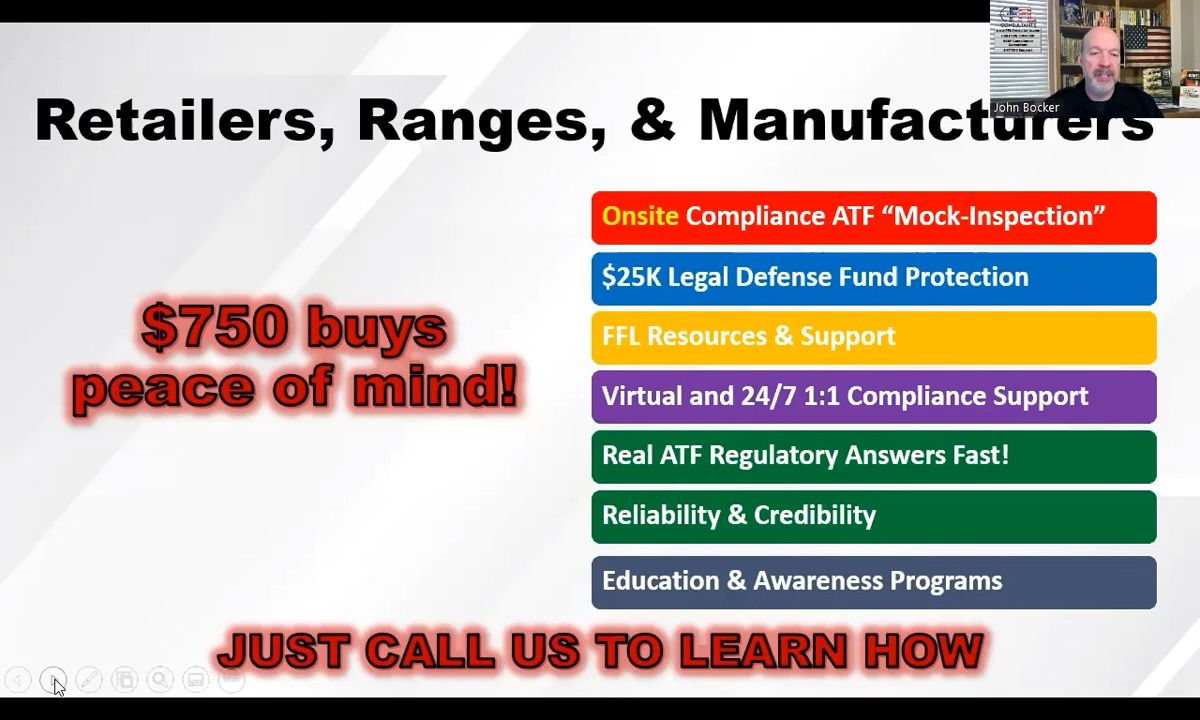 Retailers, Ranges, & Manufacturers
John Bocker
$750 buys
peace of mind!
Onsite Compliance ATF “Mock-Inspection”
$25K Legal Defense Fund Protection
FFL Resources & Support
Virtual and 24/7 1:1 Compliance Support
Real ATF Regulatory Answers Fast!
Reliability & Credibility
Education & Awareness Programs
JUST CALL US TO LEARN HOW